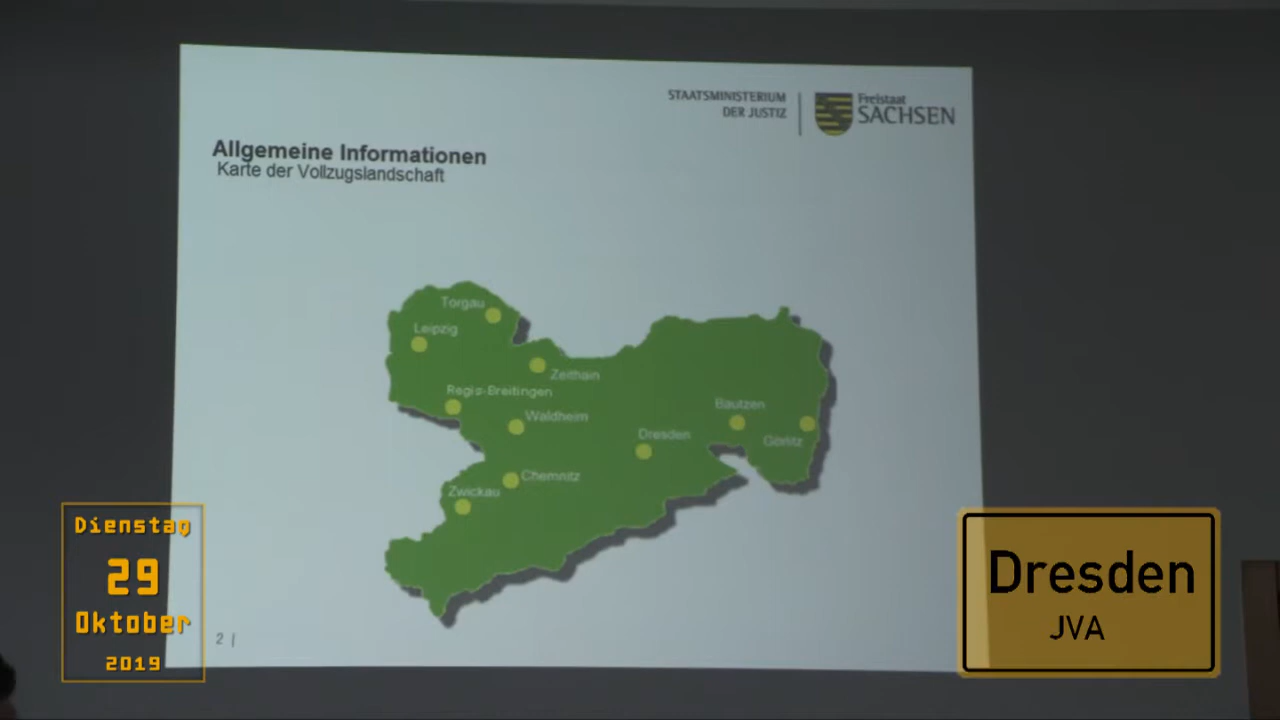 STAATSMINISTERIUM
DER JUSTIZ
Freistaat
SACHSEN
Allgemeine Informationen
Karte der Vollzugslandschaft
Torgau
Leipzig
Zeithain
Regis-Breitingen
Waldheim
Bautzen
Dresden
Görlitz
Chemnitz
Zwickau
2 |
Dienstag
29
Oktober
2019
Dresden
JVA